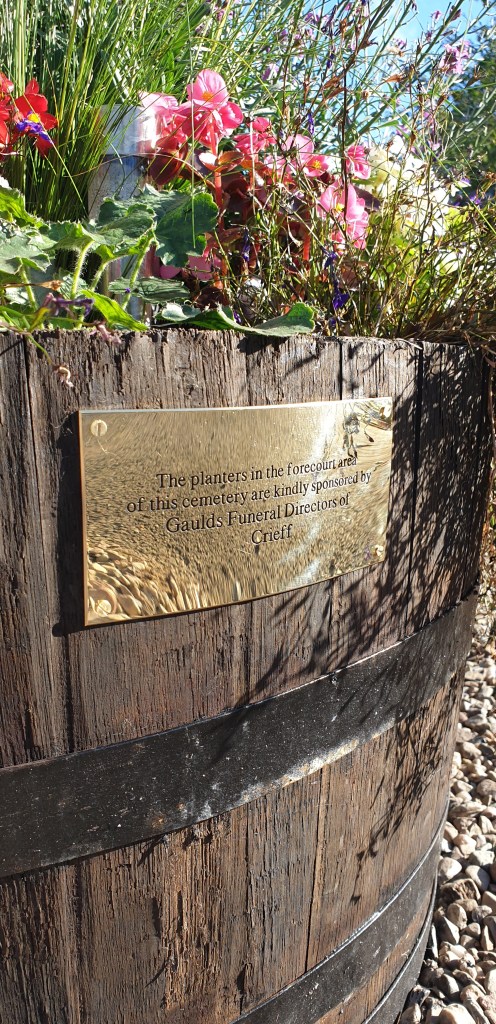 The planters in the forecourt area
of this cemetery are kindly sponsored by
Gaulds Funeral Directors of
Crieff